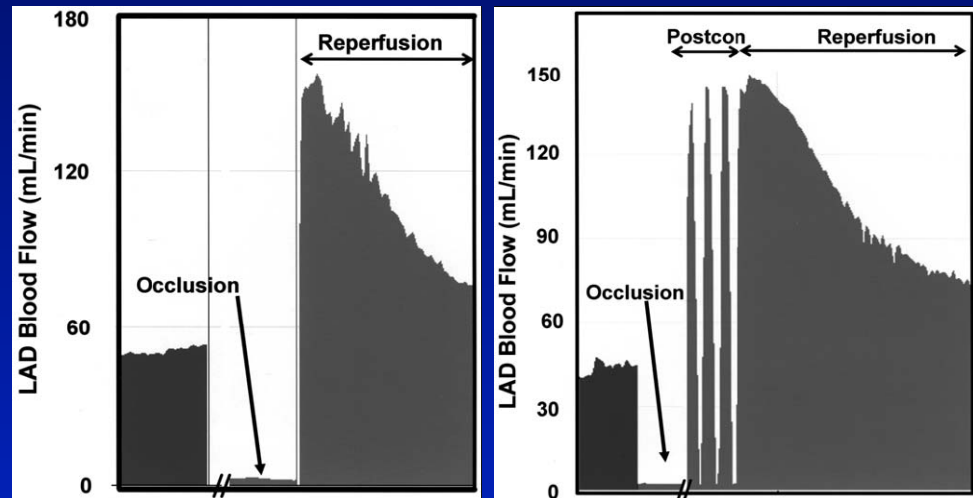 LAD Blood Flow (mL/min)
180
120
60
0
Reperfusion
Occlusion
LAD Blood Flow (mL/min)
150
120
90
60
30
0
Postcon
Reperfusion
Occlusion